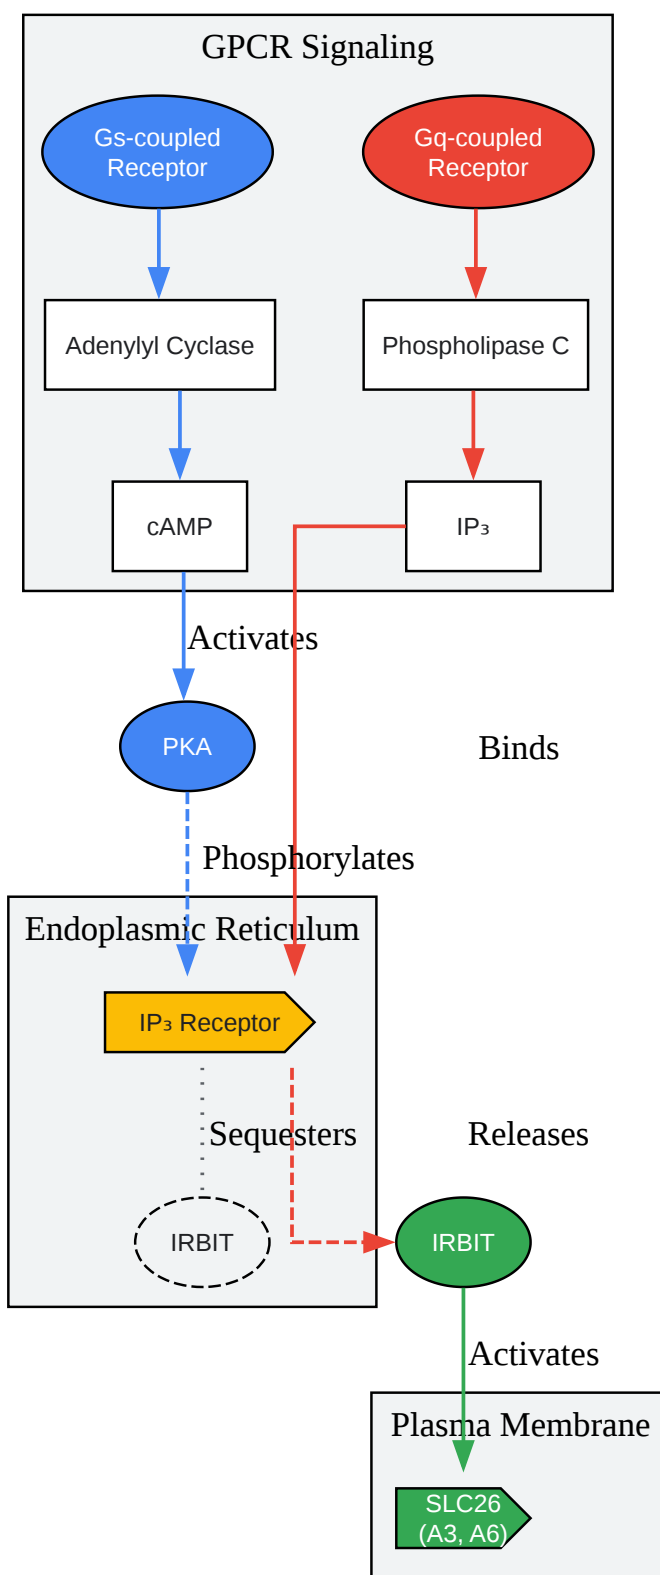 GPCR Signaling
Gs-coupled
Receptor
Gq-coupled
Receptor
Adenylyl Cyclase
Phospholipase C
cAMP
IP₃
Activates
PKA
Binds
Phosphorylates
Endoplasmic Reticulum
IP₃ Receptor
Sequesters
Releases
IRBIT
IRBIT
Activates
Plasma Membrane
SLC26
(A3, A6)